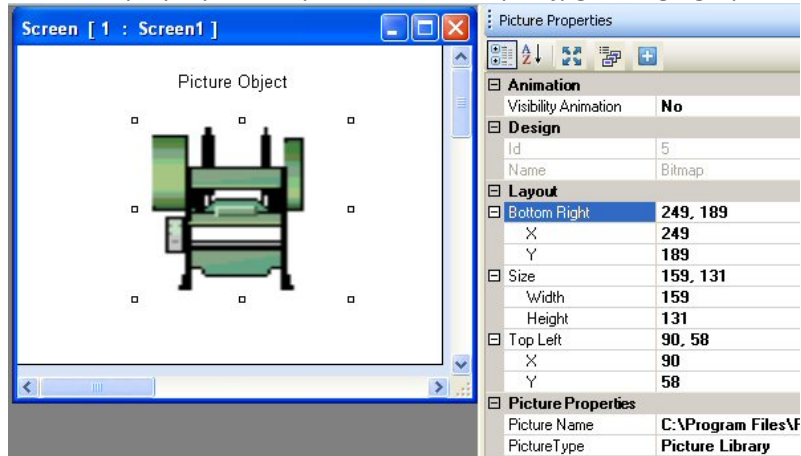 Screen [ 1 : Screen1 ]
Picture Object
Picture Properties
Animation
Visibility Animation No
Design
Id 5
Name Bitmap
Layout
Bottom Right 249, 189
X 249
Y 189
Size 159, 131
Width 159
Height 131
Top Left 90, 58
X 90
Y 58
Picture Properties
Picture Name C:\Program Files\
PictureType Picture Library